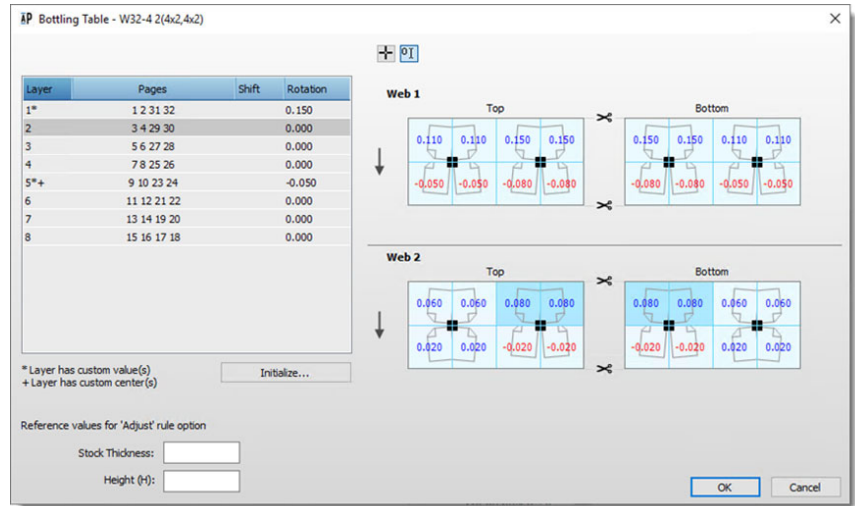 Bottling Table - W32-4 2(4x2,4x2)
Layer Pages Shift Rotation
1* 1 2 31 32 0.150
2 3 4 29 30 0.000
3 5 6 27 28 0.000
4 7 8 25 26 0.000
5*+ 9 10 23 24 -0.050
6 11 12 21 22 0.000
7 13 14 19 20 0.000
8 15 16 17 18 0.000
* Layer has custom value(s)
+ Layer has custom center(s)
Initialize...
Reference values for 'Adjust' rule option
Stock Thickness:
Height (H):
Web 1
Top Bottom
0.110 0.110 0.150 0.150 0.150 0.150 0.110 0.110
-0.050 -0.050 -0.080 -0.080 -0.080 -0.080 -0.050 -0.050
Web 2
Top Bottom
0.060 0.060 0.080 0.080 0.080 0.080 0.060 0.060
0.020 0.020 -0.020 -0.020 -0.020 -0.020 0.020 0.020
OK Cancel